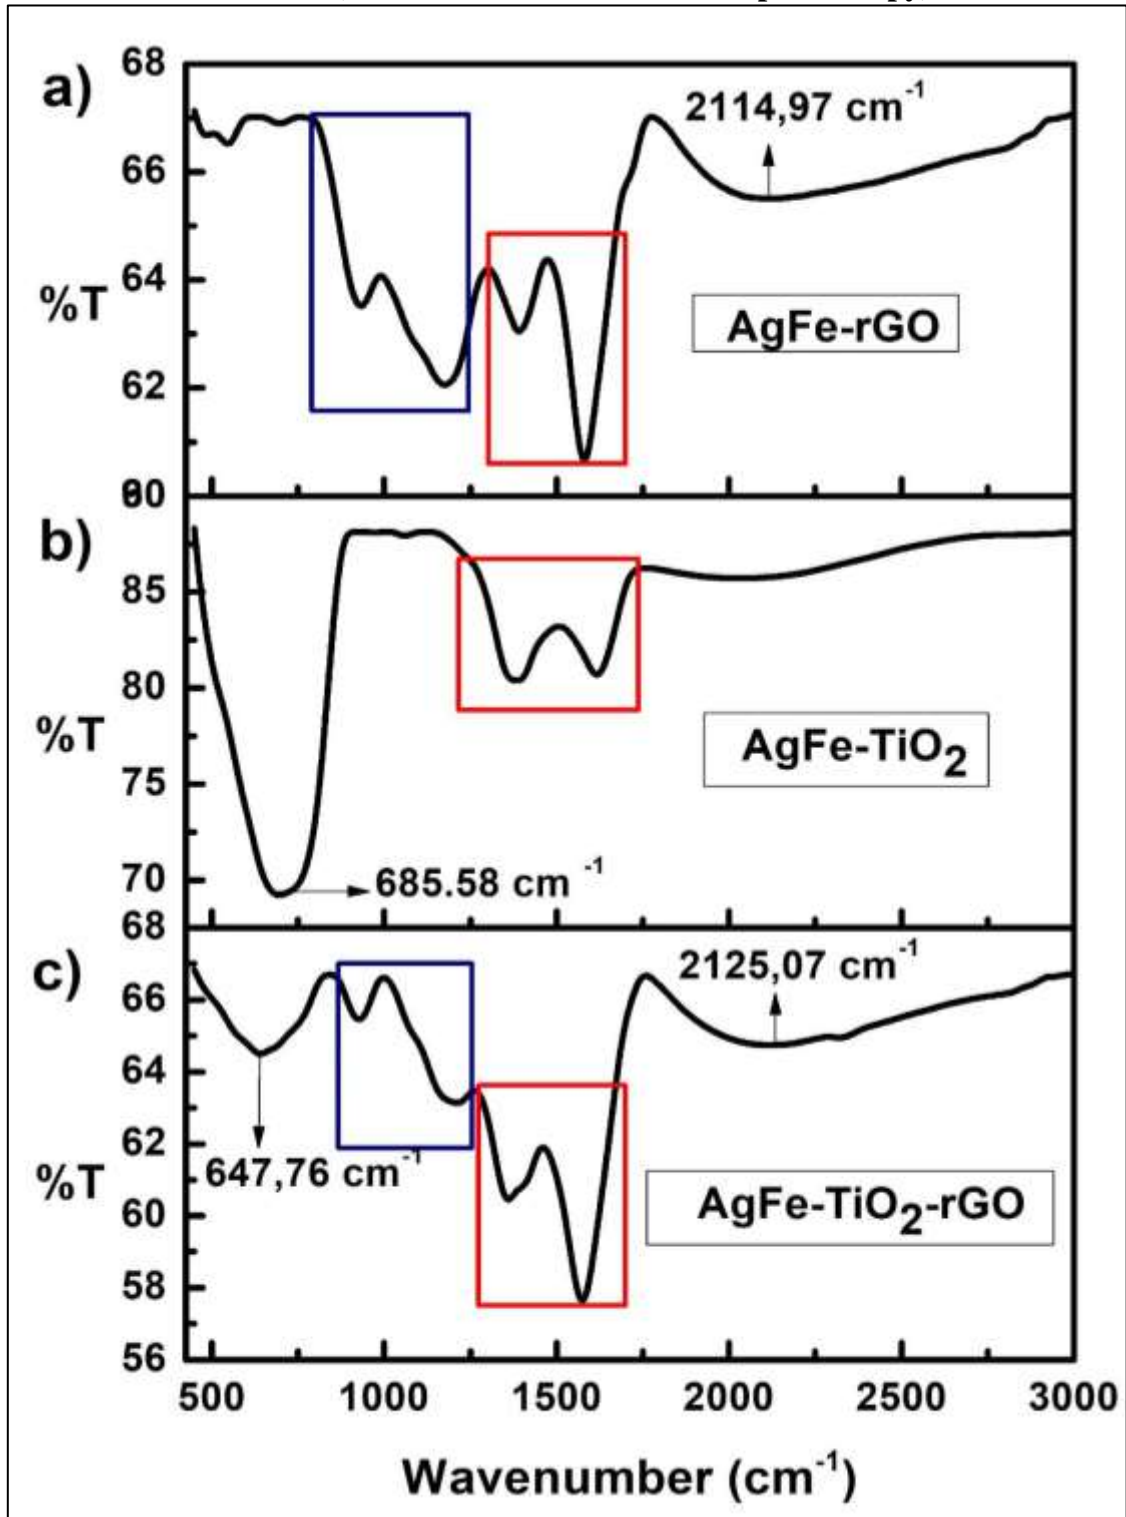 a)
68
66
64
62
60
%T
2114,97 cm-1
AgFe-rGO
b)
90
85
80
75
70
%T
685.58 cm -1
AgFe-TiO2
c)
68
66
64
62
60
58
56
%T
2125,07 cm-1
647,76 cm-1
AgFe-TiO2-rGO
500 1000 1500 2000 2500 3000
Wavenumber (cm-1)